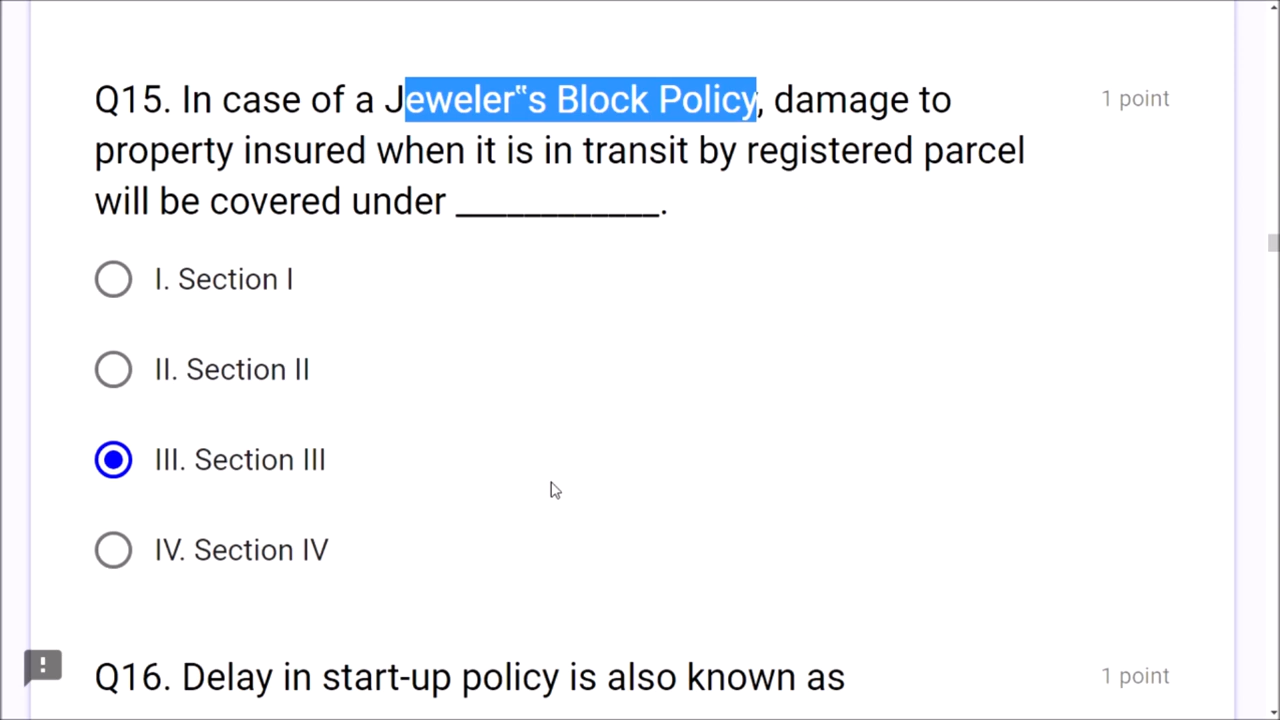 Q15. In case of a Jeweler‟s Block Policy, damage to
1 point
property insured when it is in transit by registered parcel
will be covered under ____________.
I. Section I
II. Section II
III. Section III
IV. Section IV
Q16. Delay in start-up policy is also known as
1 point